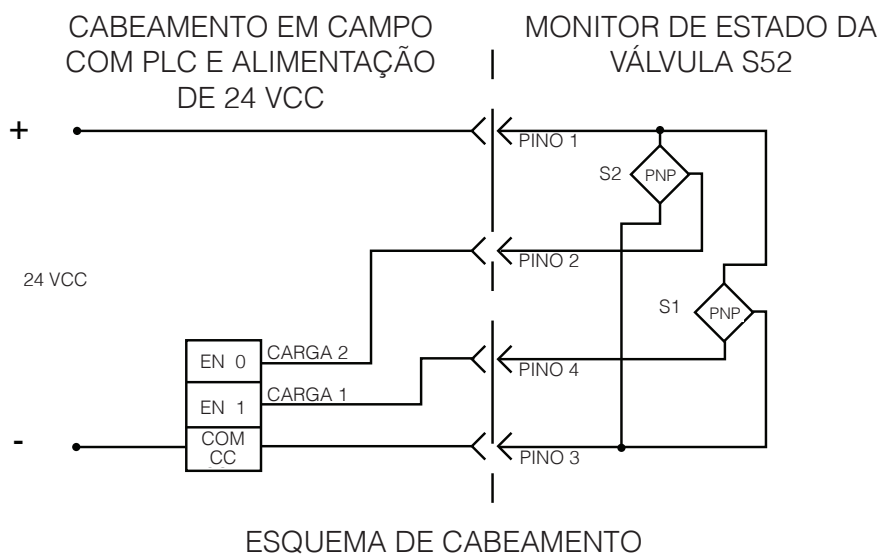 CABEAMENTO EM CAMPO
COM PLC E ALIMENTAÇÃO
DE 24 VCC
MONITOR DE ESTADO DA
VÁLVULA S52
+
PINO 1
S2
PNP
PINO 2
24 VCC
S1
PNP
EN 0
CARGA 2
PINO 4
EN 1
CARGA 1
-
COM
CC
PINO 3
ESQUEMA DE CABEAMENTO